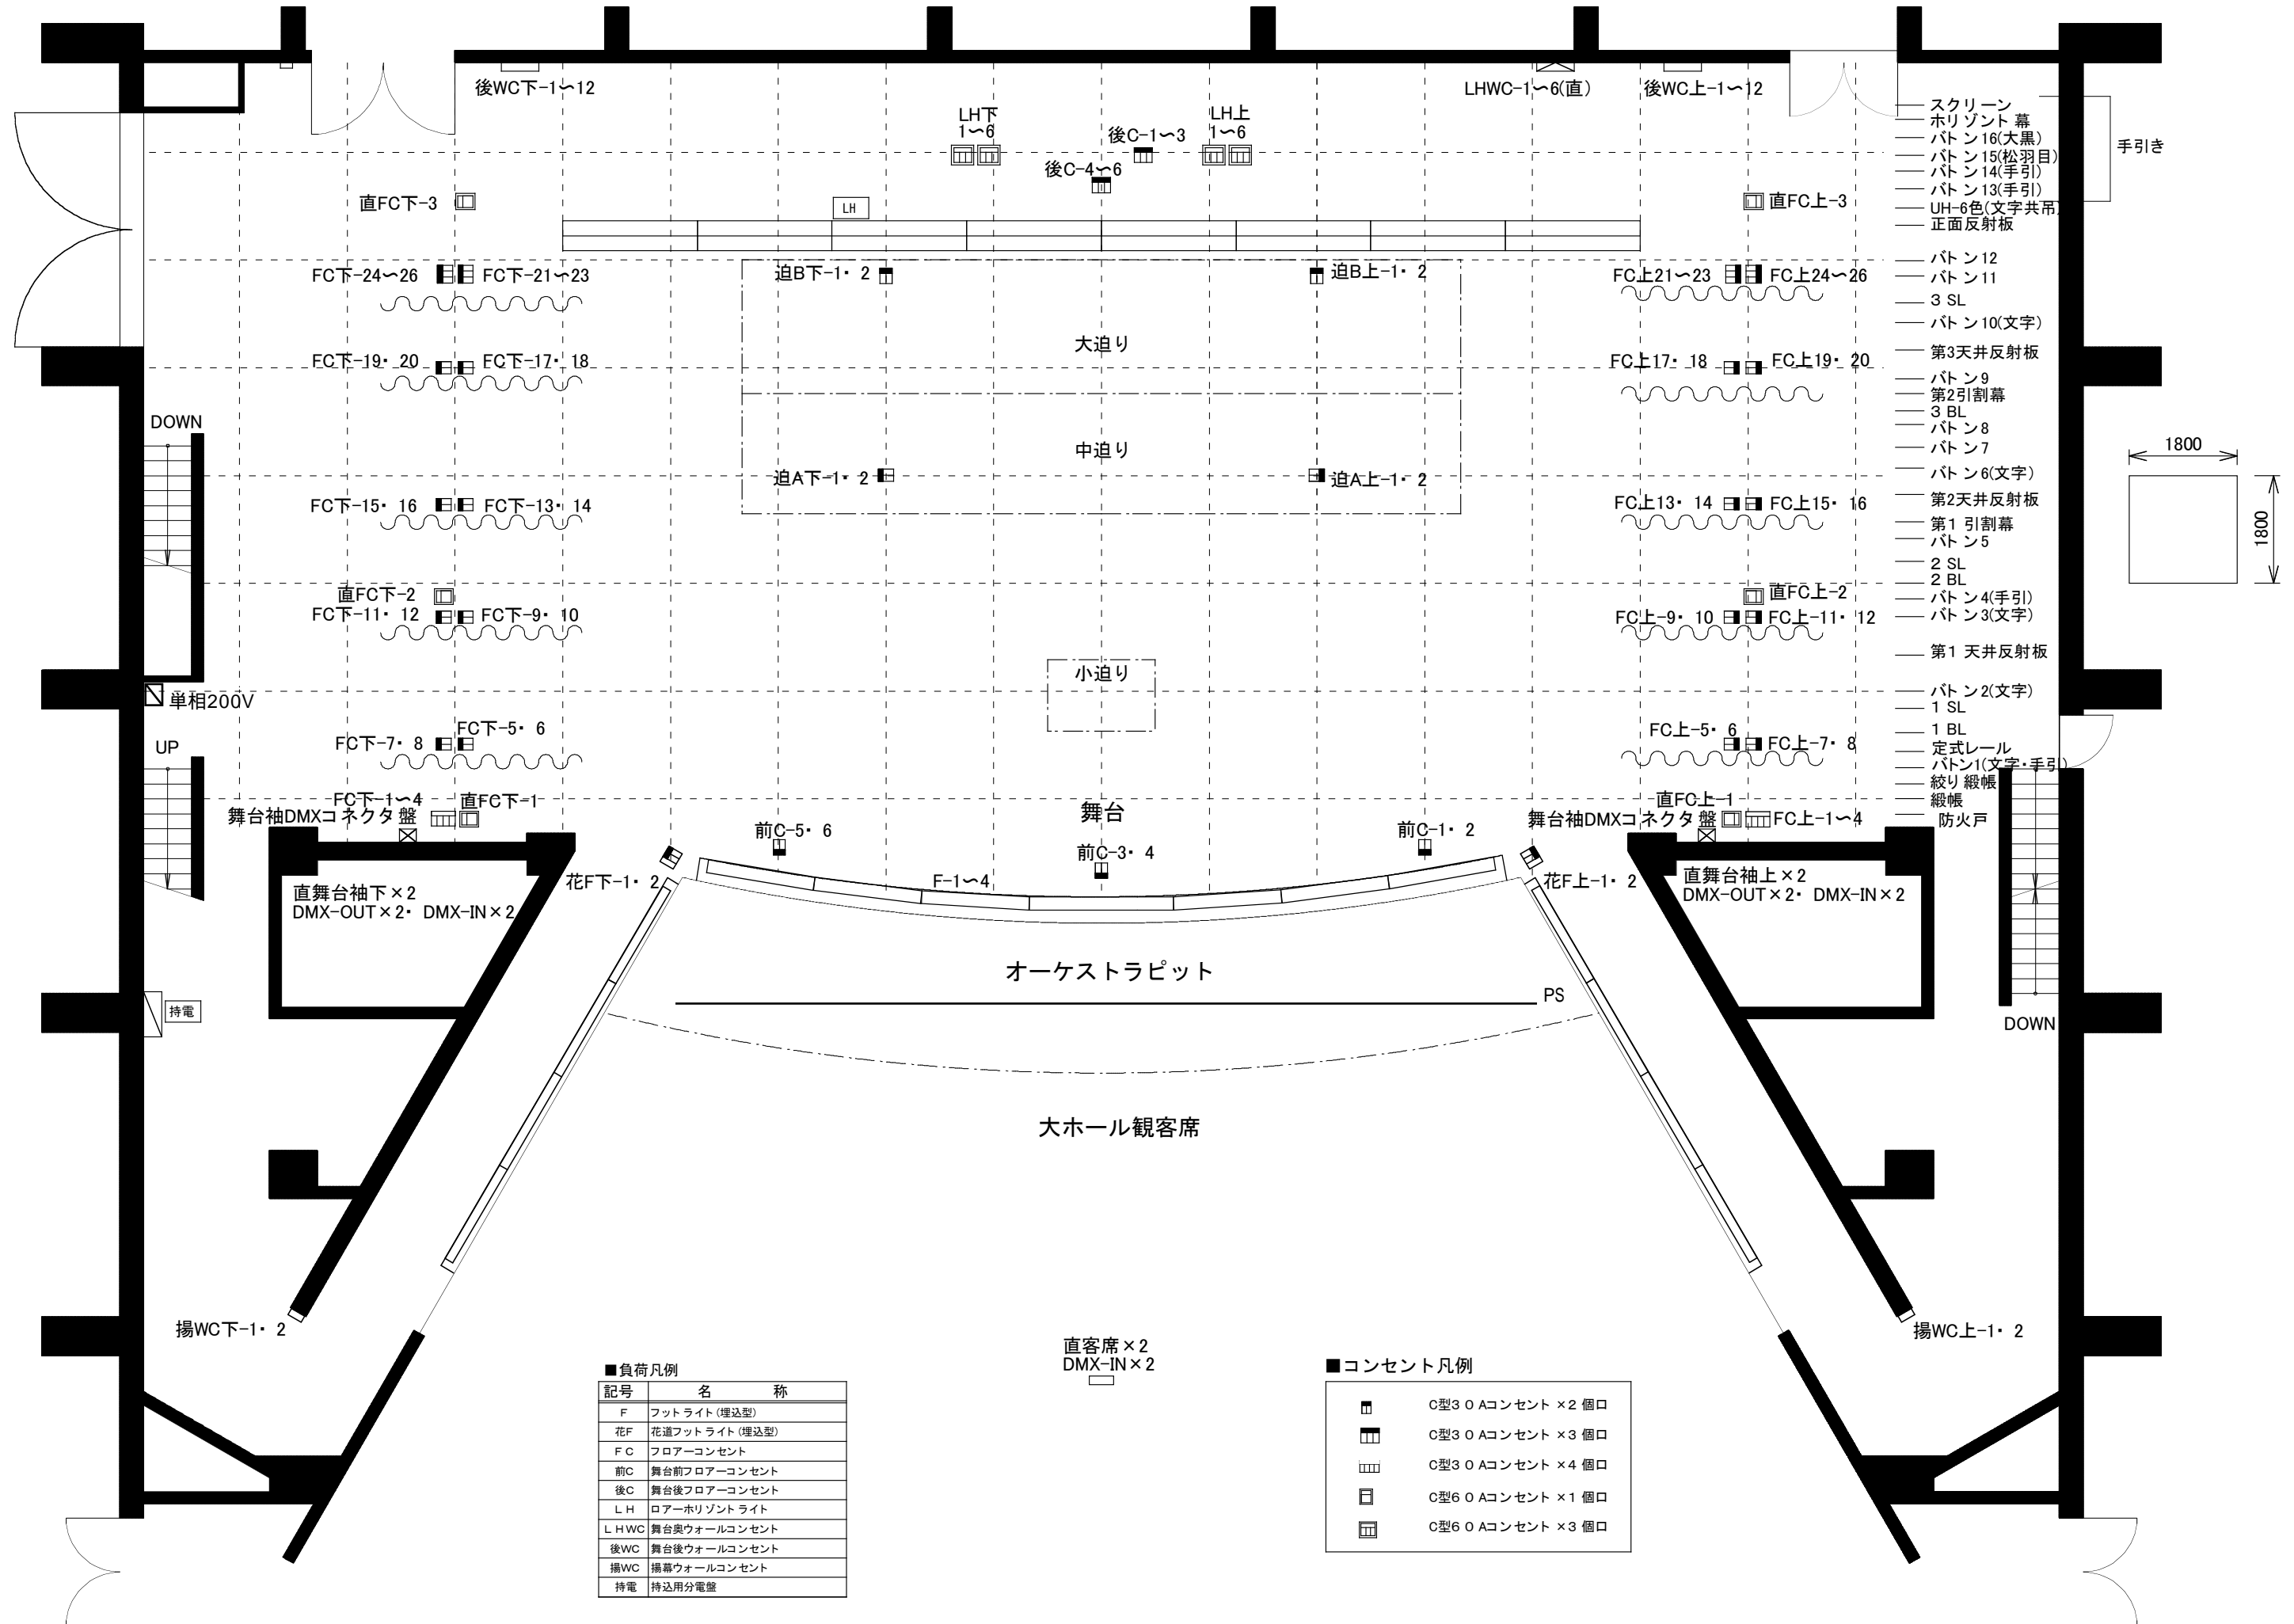 後WC下-1～12
LHWC-1～6(直)
後WC上-1～12
LH下
1～6
後C-1～3
LH上
1～6
後C-4～6
直FC下-3
直FC上-3
LH
スクリーン
ホリゾント幕
バトン16(大黒)
バトン15(松羽目)
バトン14(手引)
バトン13(手引)
UH-6色(文字共吊)
正面反射板
バトン12
バトン11
3 SL
バトン10(文字)
第3天井反射板
バトン9
第2引割幕
3 BL
バトン8
バトン7
バトン6(文字)
第2天井反射板
第1引割幕
バトン5
2 SL
2 BL
バトン4(手引)
バトン3(文字)
第1天井反射板
バトン2(文字)
1 SL
1 BL
定式レール
バトン1(文字・手引)
絞り緞帳
緞帳
防火戸
手引き
1800
1800
FC下-24～26
FC下-21～23
迫B下-1・2
迫B上-1・2
FC上21～23
FC上24～26
大迫り
FC下-19・20
FC下-17・18
FC上17・18
FC上19・20
DOWN
中迫り
迫A下-1・2
迫A上-1・2
FC下-15・16
FC下-13・14
FC上13・14
FC上15・16
直FC下-2
FC下-11・12
FC下-9・10
直FC上-2
FC上-9・10
FC上-11・12
小迫り
単相200V
UP
FC下-7・8
FC下-5・6
FC上-5・6
FC上-7・8
FC下-1～4
直FC下-1
舞台袖DMXコネクタ盤
舞台
直FC上-1
舞台袖DMXコネクタ盤
FC上-1～4
前C-5・6
前C-3・4
前C-1・2
花F下-1・2
F-1～4
花F上-1・2
直舞台袖下×2
DMX-OUT×2・DMX-IN×2
直舞台袖上×2
DMX-OUT×2・DMX-IN×2
オーケストラピット
PS
持電
DOWN
大ホール観客席
揚WC下-1・2
揚WC上-1・2
直客席×2
DMX-IN×2
■負荷凡例
記号 名 称
F フットライト(埋込型)
花F 花道フットライト(埋込型)
FC フロアーコンセント
前C 舞台前フロアーコンセント
後C 舞台後フロアーコンセント
LH ロアーホリゾントライト
LHWC 舞台奥ウォールコンセント
後WC 舞台後ウォールコンセント
揚WC 揚幕ウォールコンセント
持電 持込用分電盤
■コンセント凡例
C型30Aコンセント×2個口
C型30Aコンセント×3個口
C型30Aコンセント×4個口
C型60Aコンセント×1個口
C型60Aコンセント×3個口